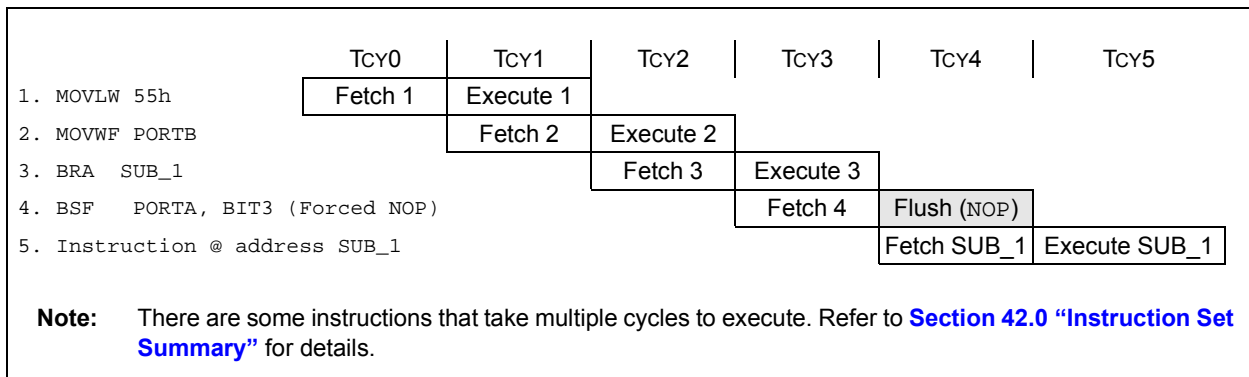 TCY0 TCY1 TCY2 TCY3 TCY4 TCY5
1. MOVLW 55h Fetch 1 Execute 1
2. MOVWF PORTB Fetch 2 Execute 2
3. BRA SUB_1 Fetch 3 Execute 3
4. BSF PORTA, BIT3 (Forced NOP) Fetch 4 Flush (NOP)
5. Instruction @ address SUB_1 Fetch SUB_1 Execute SUB_1
Note: There are some instructions that take multiple cycles to execute. Refer to Section 42.0 “Instruction Set
Summary” for details.